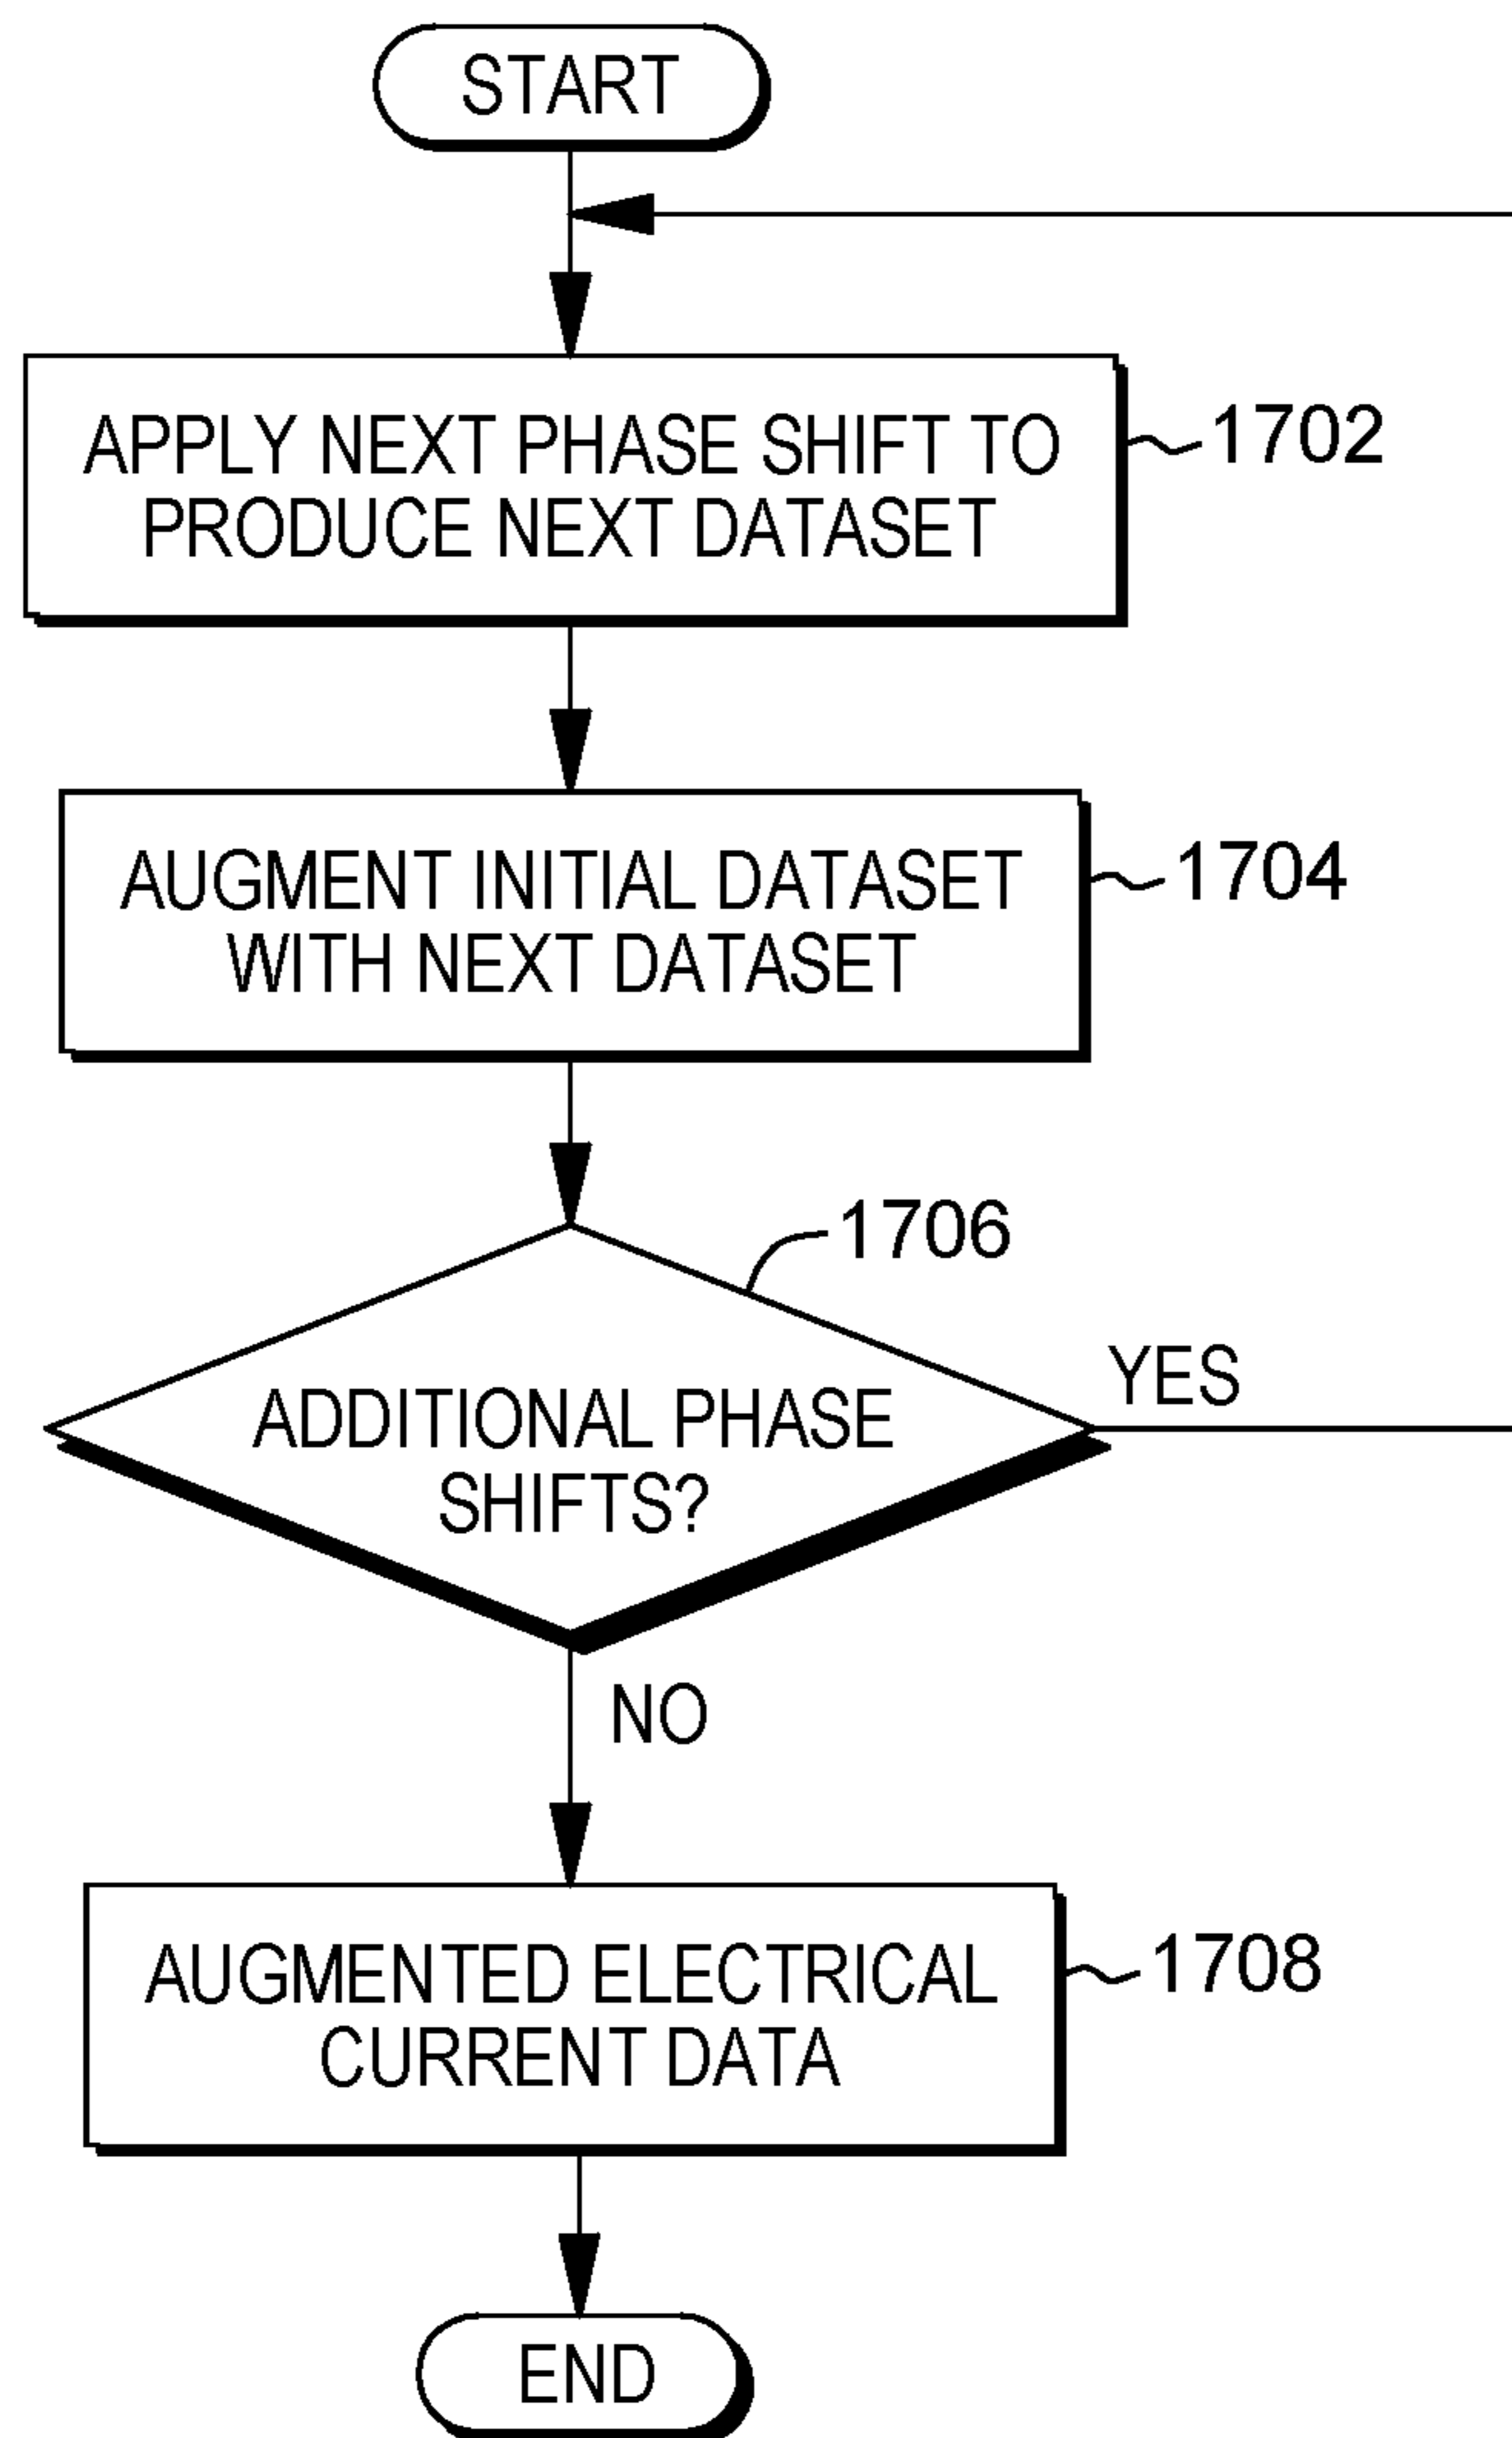 START
APPLY NEXT PHASE SHIFT TO
PRODUCE NEXT DATASET
1702
AUGMENT INITIAL DATASET
WITH NEXT DATASET
1704
1706
ADDITIONAL PHASE
SHIFTS?
YES
NO
AUGMENTED ELECTRICAL
CURRENT DATA
1708
END